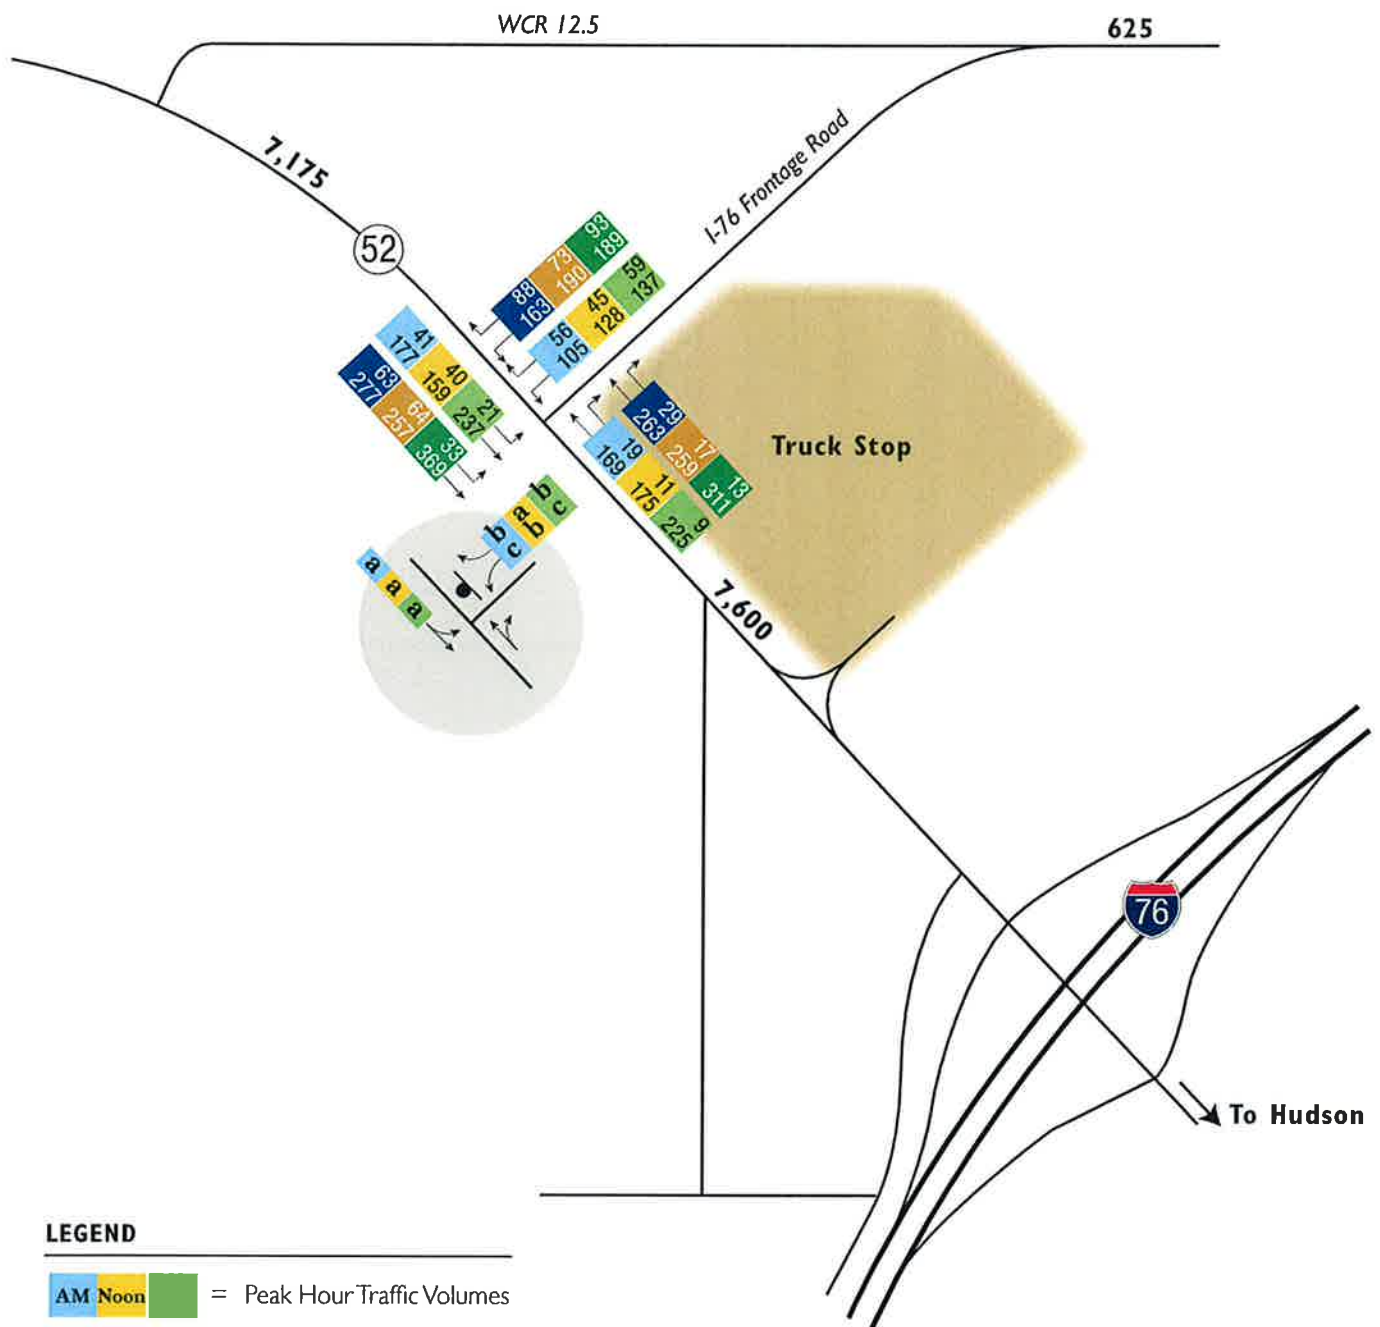 WCR 12.5
625
7,175
I-76 Frontage Road
52
88 73 93
163 190 189
56 45 59
105 128 137
41 40 21
177 159 237
63 64 33
277 257 369
29 17 13
263 259 311
19 11 9
169 175 225
Truck Stop
b a b
c b c
a a a
7,600
76
To Hudson
LEGEND
AM Noon = Peak Hour Traffic Volumes